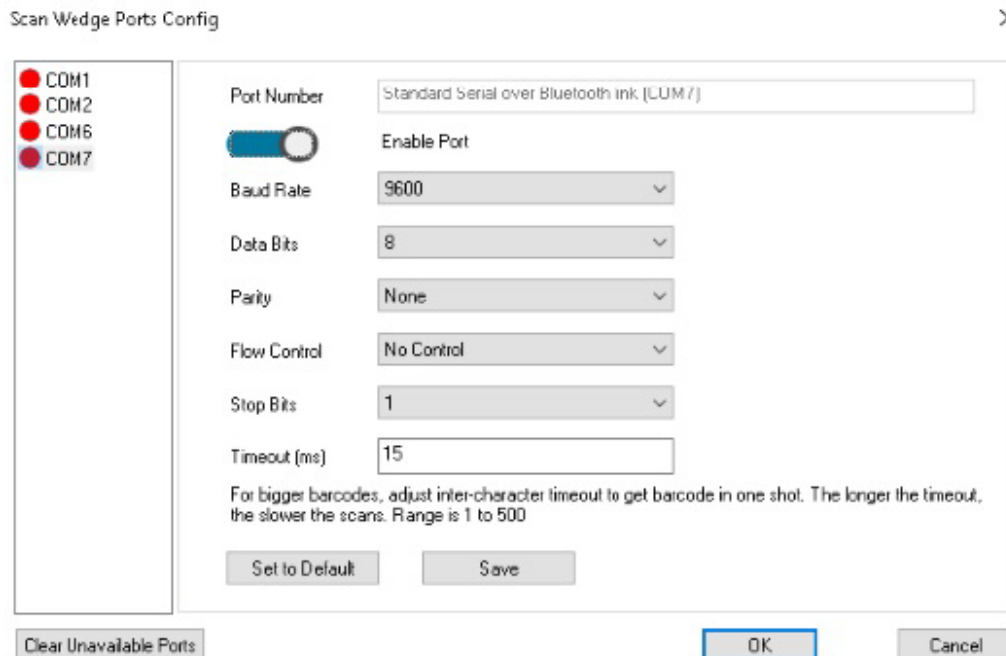 Scan Wedge Ports Config
COM1
COM2
COM6
COM7
Port Number
Standard Serial over Bluetooth ink (COM7)
Enable Port
Baud Rate
9600
Data Bits
8
Parity
None
Flow Control
No Control
Stop Bits
1
Timeout (ms)
15
For bigger barcodes, adjust inter-character timeout to get barcode in one shot. The longer the timeout,
the slower the scans. Range is 1 to 500
Set to Default
Save
Clear Unavailable Ports
OK
Cancel